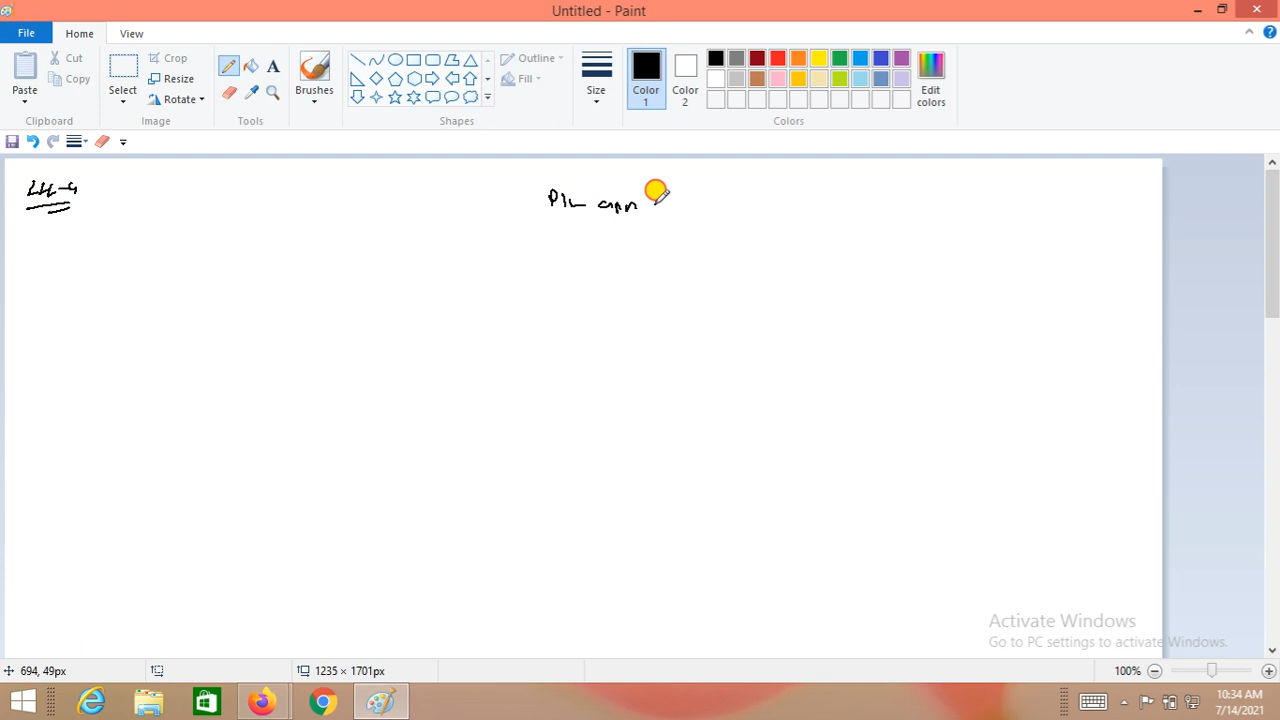 Untitled - Paint
File
Home
View
Paste
Cut
Copy
Clipboard
Select
Crop
Resize
Rotate
Image
Tools
Brushes
Outline
Fill
Shapes
Size
Color 1
Color 2
Edit colors
Colors
Activate Windows
Go to PC settings to activate Windows.
694, 49px
1235 × 1701px
100%
10:34 AM
7/14/2021